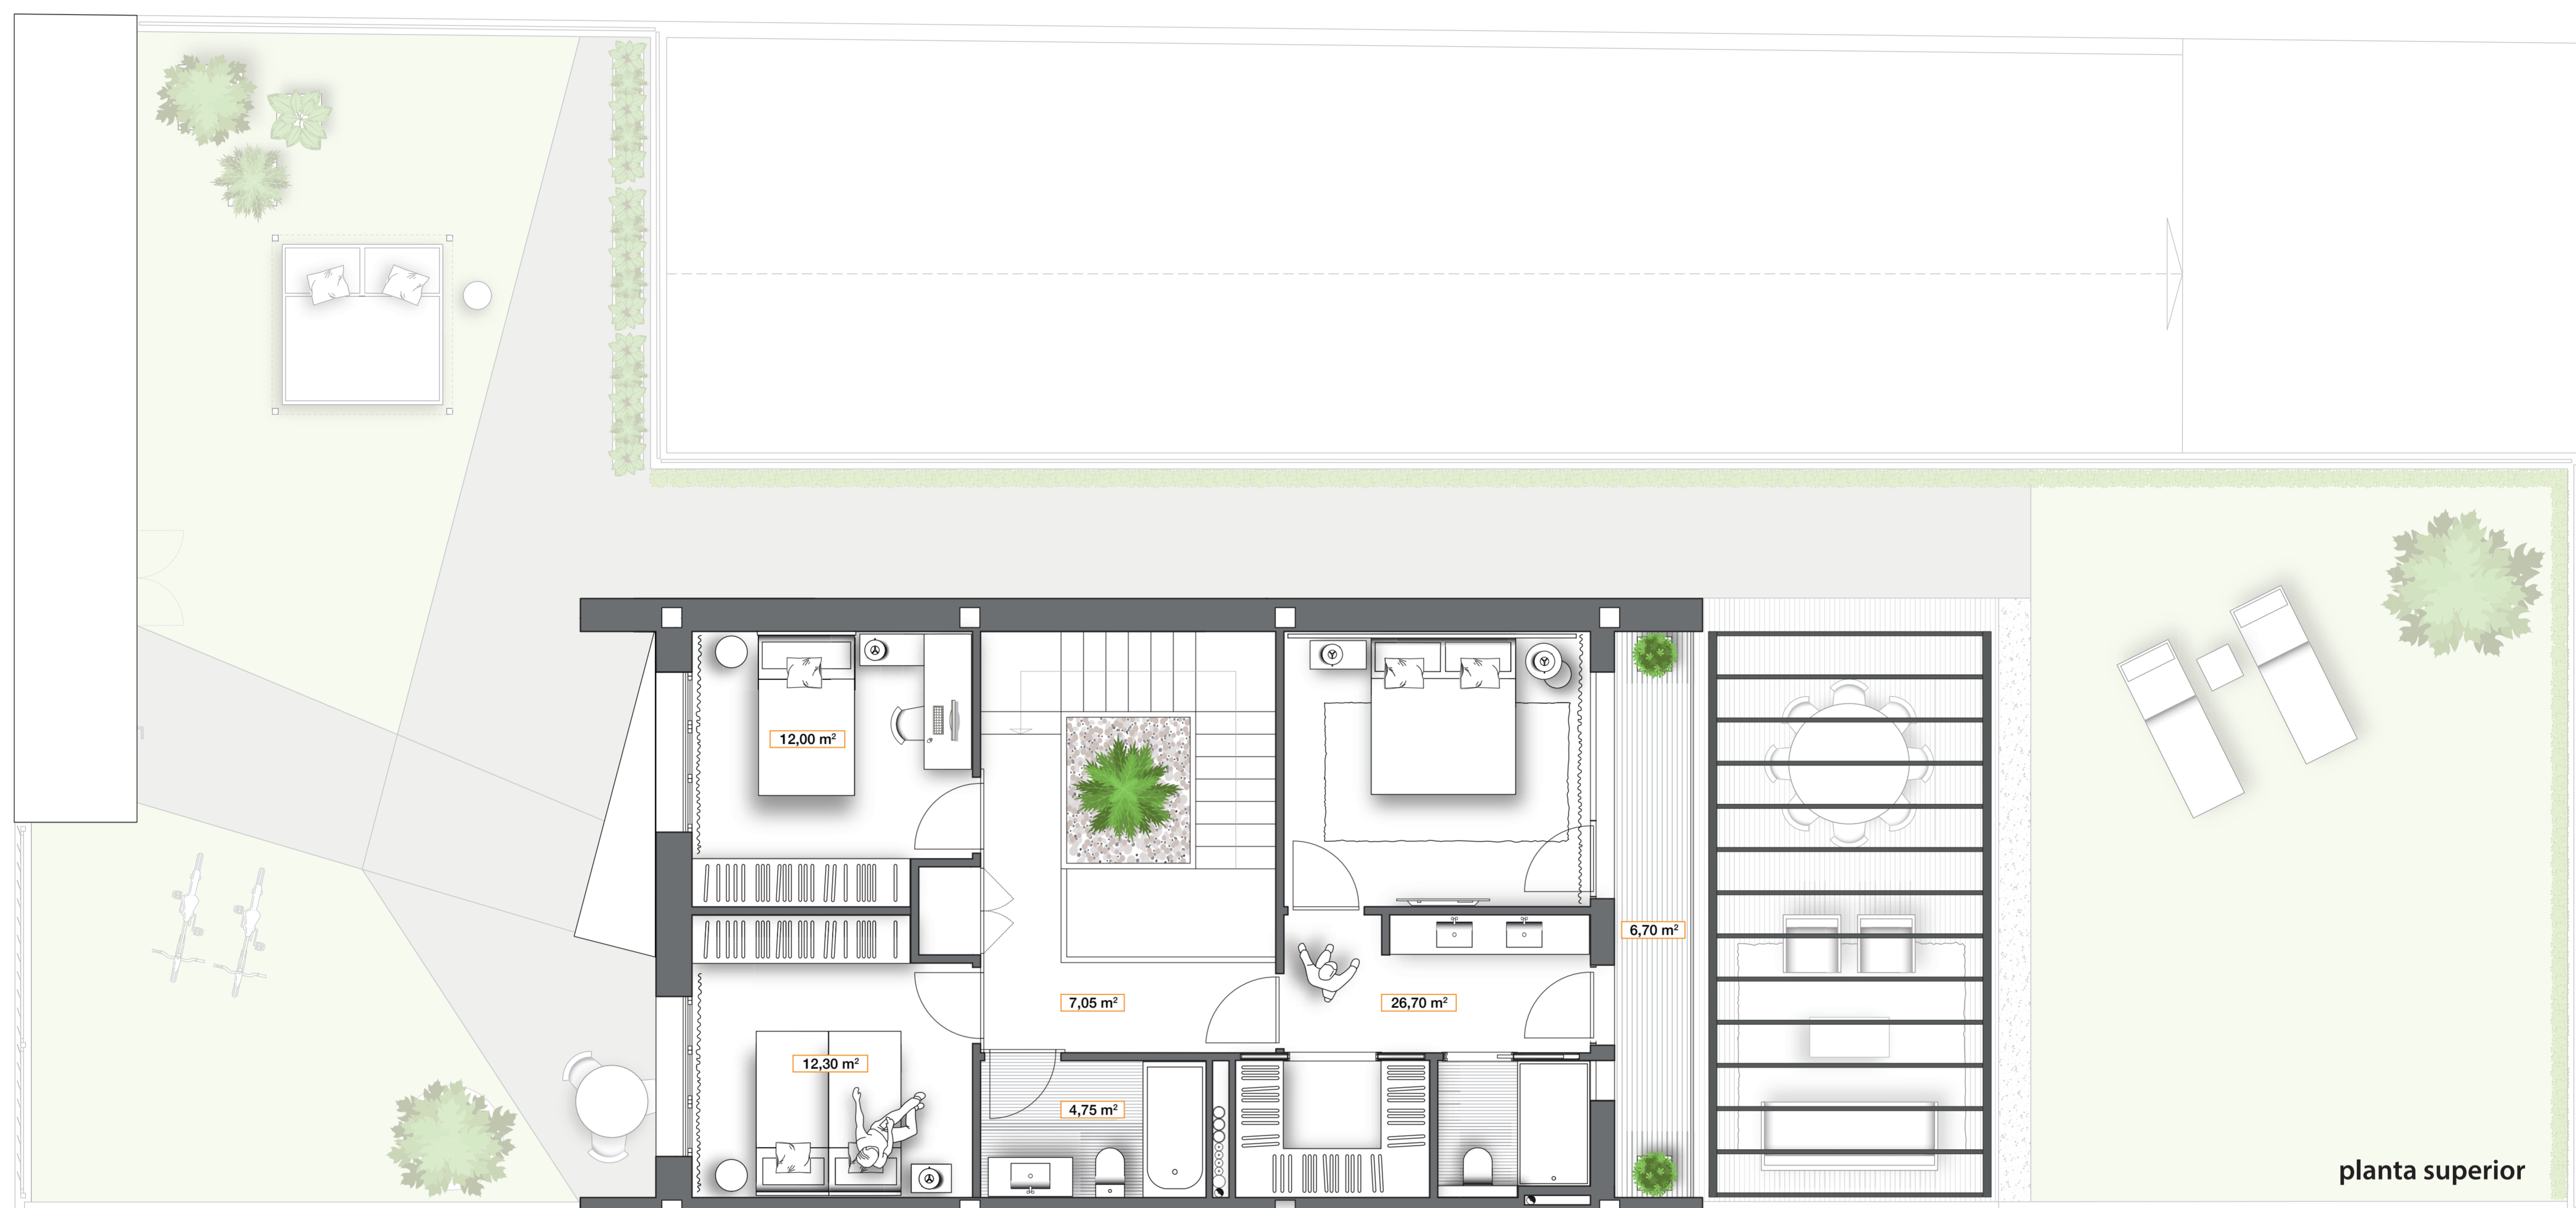 12,00 m²
6,70 m²
7,05 m²
26,70 m²
12,30 m²
4,75 m²
planta superior